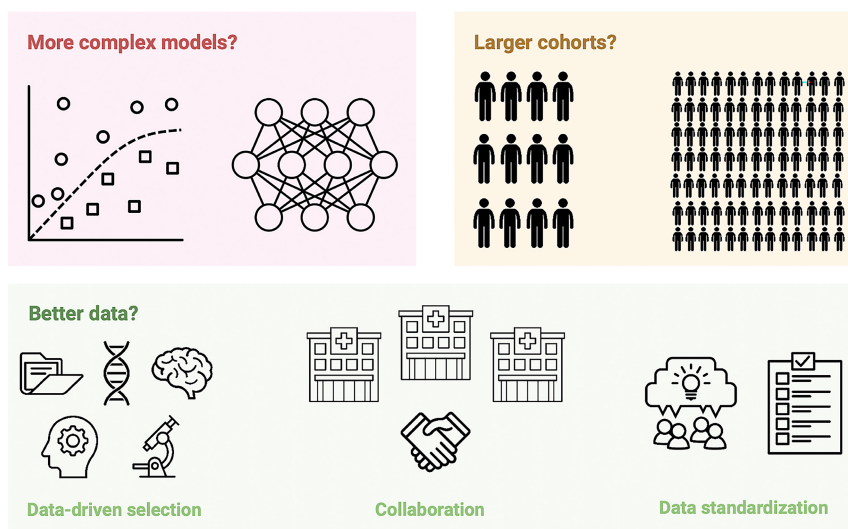 More complex models?
Larger cohorts?
Better data?
Data-driven selection
Collaboration
Data standardization